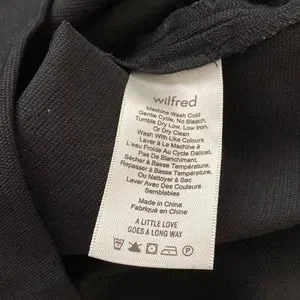 wilfred
Machine Wash Cold
Gentle Cycle, No Bleach,
Tumble Dry Low, Low Iron,
Or Dry Clean
Wash With Like Colours
Laver À La Machine À
L'eau Froide Au Cycle Délicat,
Pas De Blanchiment,
Sécher À Basse Température,
Repasser À Basse Température,
Ou Nettoyer À Sec
Laver Avec Des Couleurs
Semblables
Made in China
Fabriqué en Chine
A LITTLE LOVE
GOES A LONG WAY